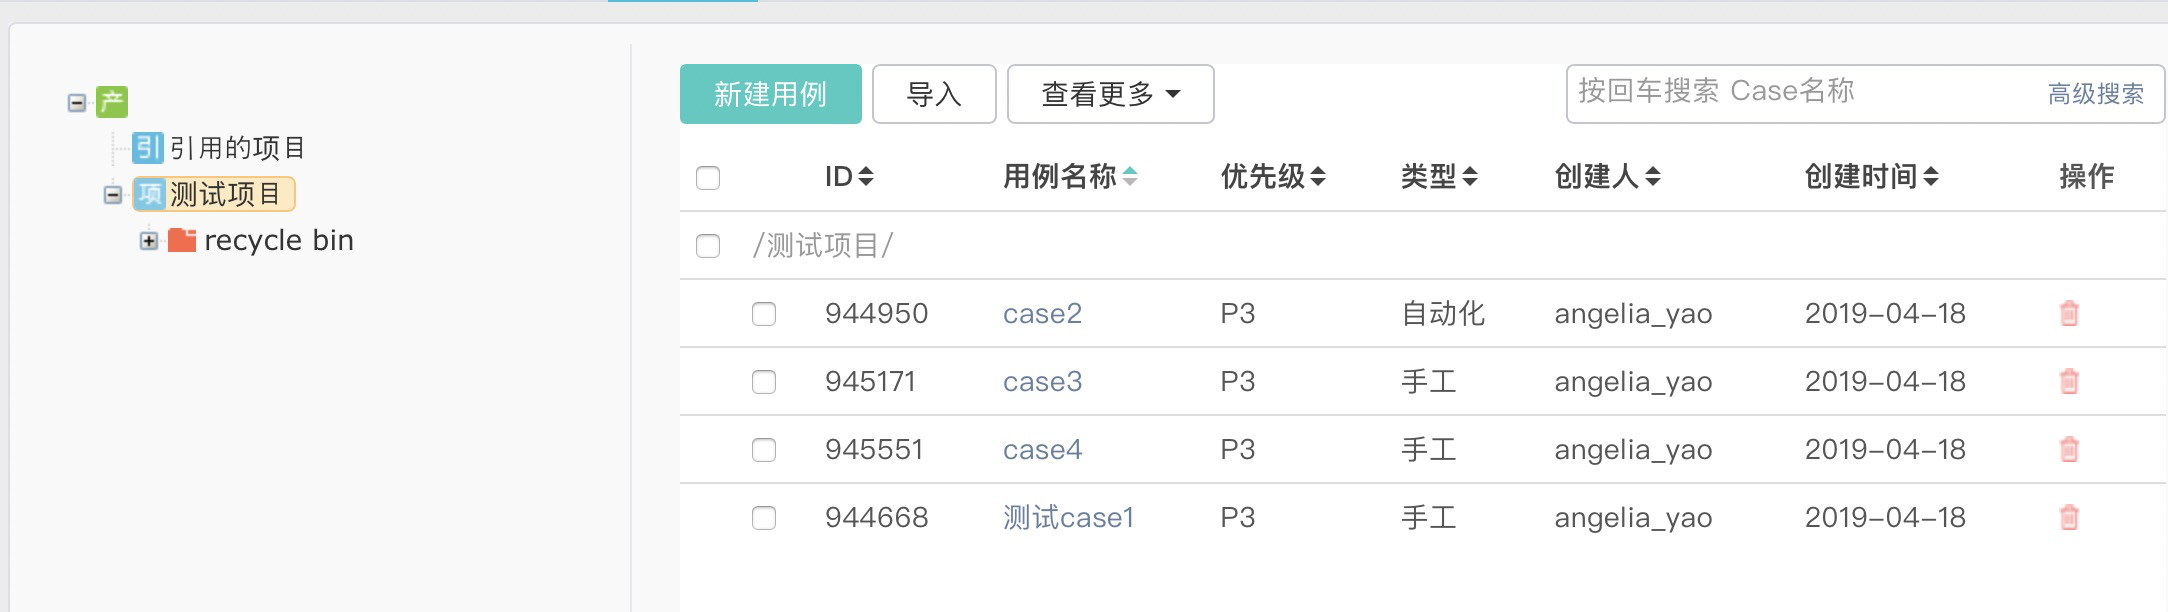 产
引 引用的项目
项 测试项目
recycle bin
新建用例 导入 查看更多 按回车搜索 Case名称 高级搜索
ID 用例名称 优先级 类型 创建人 创建时间 操作
/测试项目/
944950 case2 P3 自动化 angelia_yao 2019-04-18
945171 case3 P3 手工 angelia_yao 2019-04-18
945551 case4 P3 手工 angelia_yao 2019-04-18
944668 测试case1 P3 手工 angelia_yao 2019-04-18